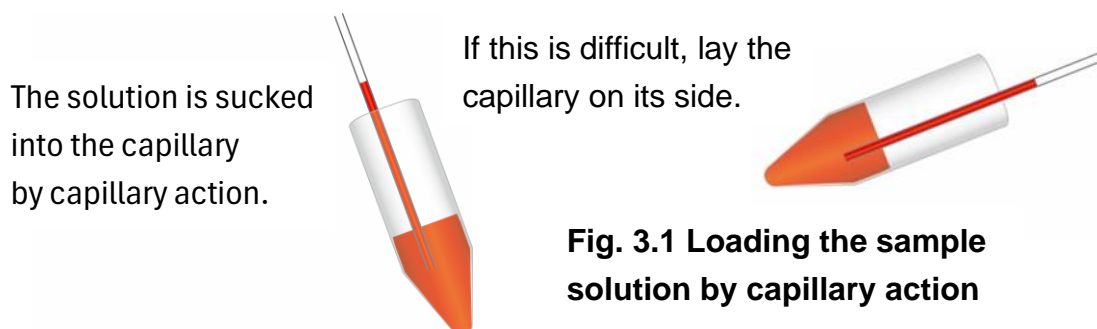 The solution is sucked
into the capillary
by capillary action.
If this is difficult, lay the
capillary on its side.
Fig. 3.1 Loading the sample
solution by capillary action